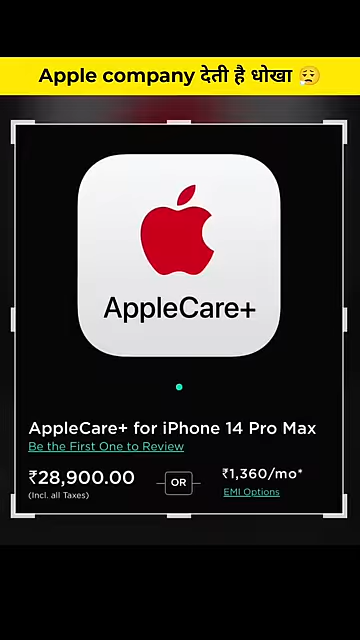 Apple company देती है धोखा 😮‍💨
AppleCare+
AppleCare+ for iPhone 14 Pro Max
Be the First One to Review
₹28,900.00
(Incl. all Taxes)
OR
₹1,360/mo*
EMI Options